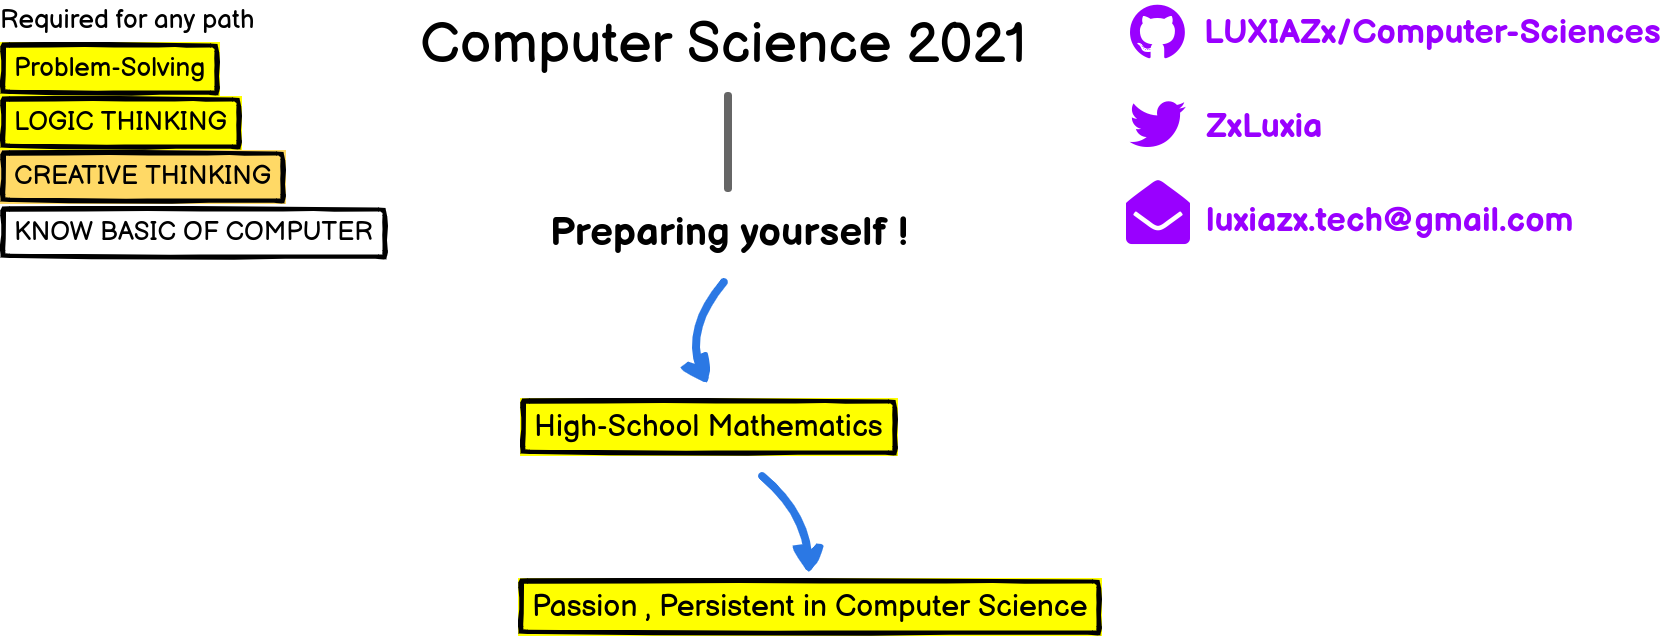 Required for any path
Problem-Solving
LOGIC THINKING
CREATIVE THINKING
KNOW BASIC OF COMPUTER
Computer Science 2021
Preparing yourself !
High-School Mathematics
Passion , Persistent in Computer Science
LUXIAZx/Computer-Sciences
ZxLuxia
luxiazx.tech@gmail.com